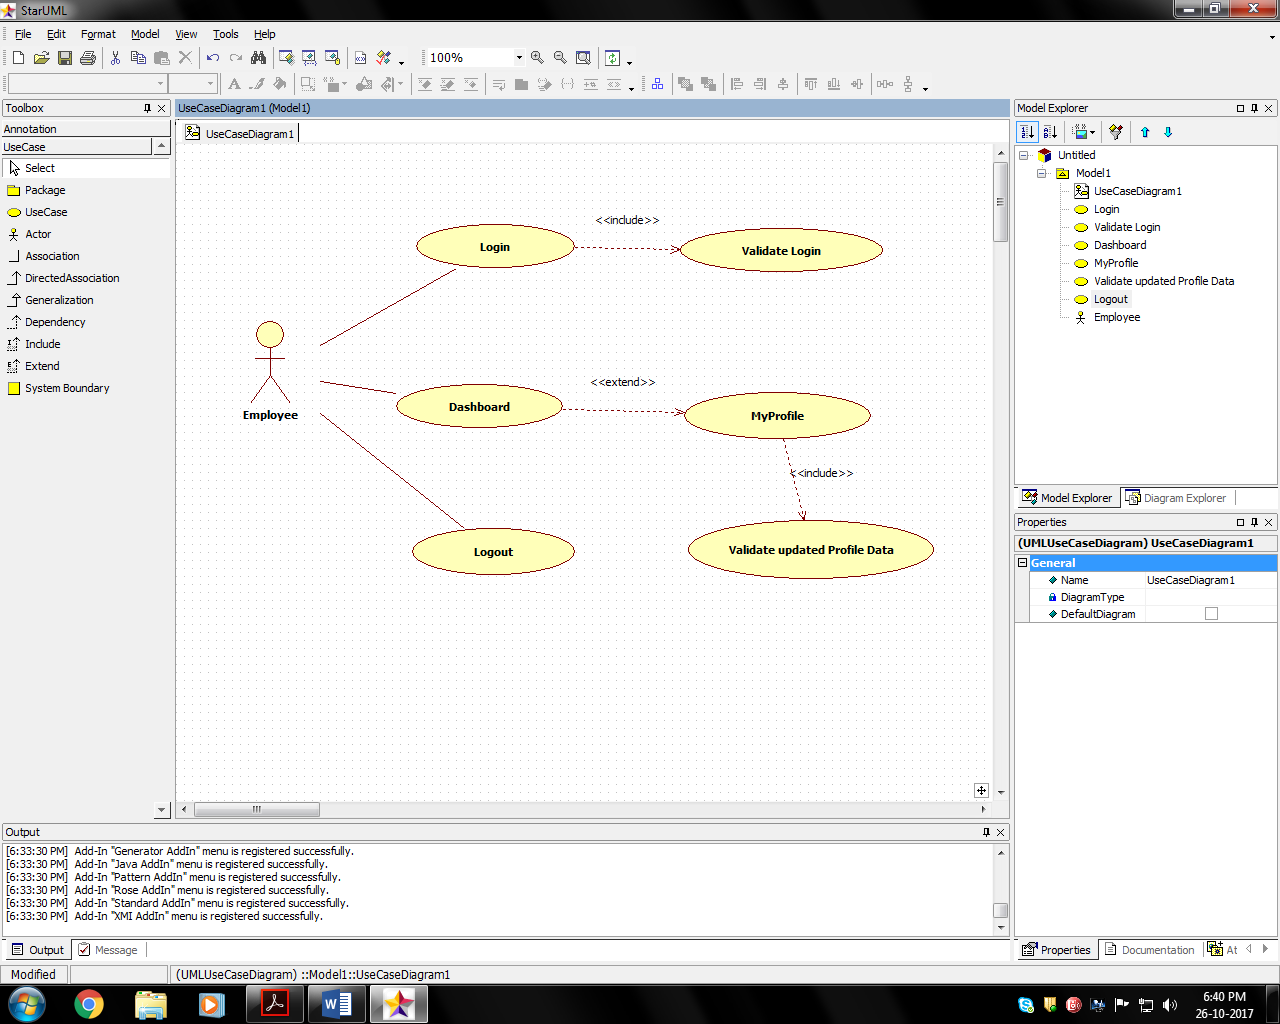 StarUML
File Edit Format Model View Tools Help
100%
Toolbox
Annotation
UseCase
Select
Package
UseCase
Actor
Association
DirectedAssociation
Generalization
Dependency
Include
Extend
System Boundary
UseCaseDiagram1 (Model1)
UseCaseDiagram1
<<include>>
Login
Validate Login
Employee
<<extend>>
Dashboard
MyProfile
<<include>>
Logout
Validate updated Profile Data
Model Explorer
Untitled
Model1
UseCaseDiagram1
Login
Validate Login
Dashboard
MyProfile
Validate updated Profile Data
Logout
Employee
Model Explorer Diagram Explorer
Properties
(UMLUseCaseDiagram) UseCaseDiagram1
General
Name UseCaseDiagram1
DiagramType
DefaultDiagram
Properties Documentation At
Output
[6:33:30 PM] Add-In "Generator AddIn" menu is registered successfully.
[6:33:30 PM] Add-In "Java AddIn" menu is registered successfully.
[6:33:30 PM] Add-In "Pattern AddIn" menu is registered successfully.
[6:33:30 PM] Add-In "Rose AddIn" menu is registered successfully.
[6:33:30 PM] Add-In "Standard AddIn" menu is registered successfully.
[6:33:30 PM] Add-In "XMI AddIn" menu is registered successfully.
Output Message
Modified
(UMLUseCaseDiagram) ::Model1::UseCaseDiagram1
6:40 PM
26-10-2017